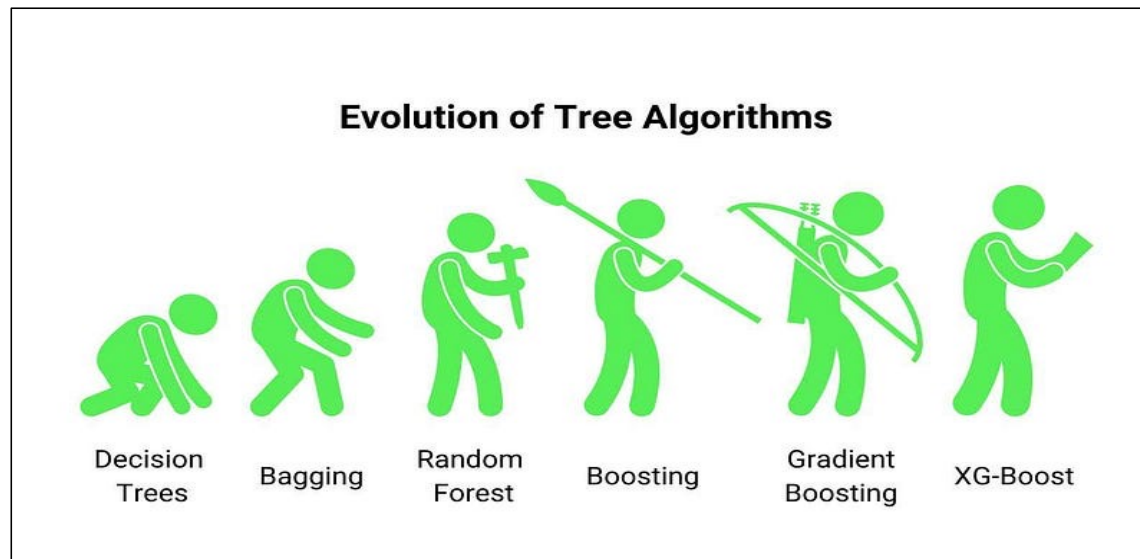 Evolution of Tree Algorithms
Decision
Trees
Bagging
Random
Forest
Boosting
Gradient
Boosting
XG-Boost